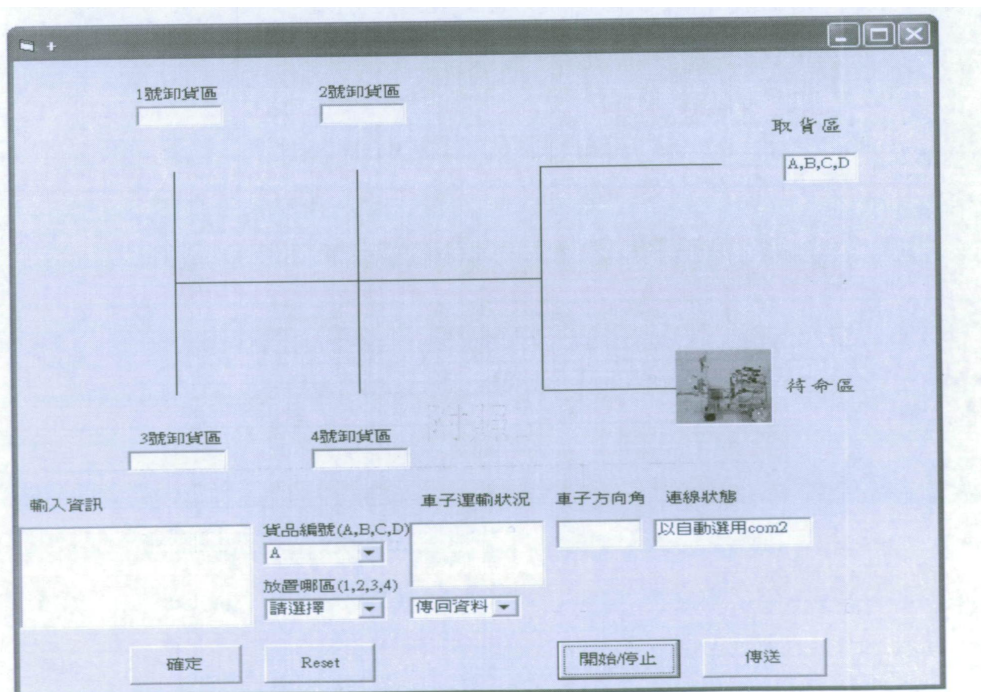 1號卸貨區
2號卸貨區
取貨區
A,B,C,D
待命區
3號卸貨區
4號卸貨區
輸入資訊
車子運輸狀況
車子方向角
連線狀態
貨品編號(A,B,C,D)
A
以自動選用com2
放置哪區(1,2,3,4)
請選擇
傳回資料
確定
Reset
開始/停止
傳送